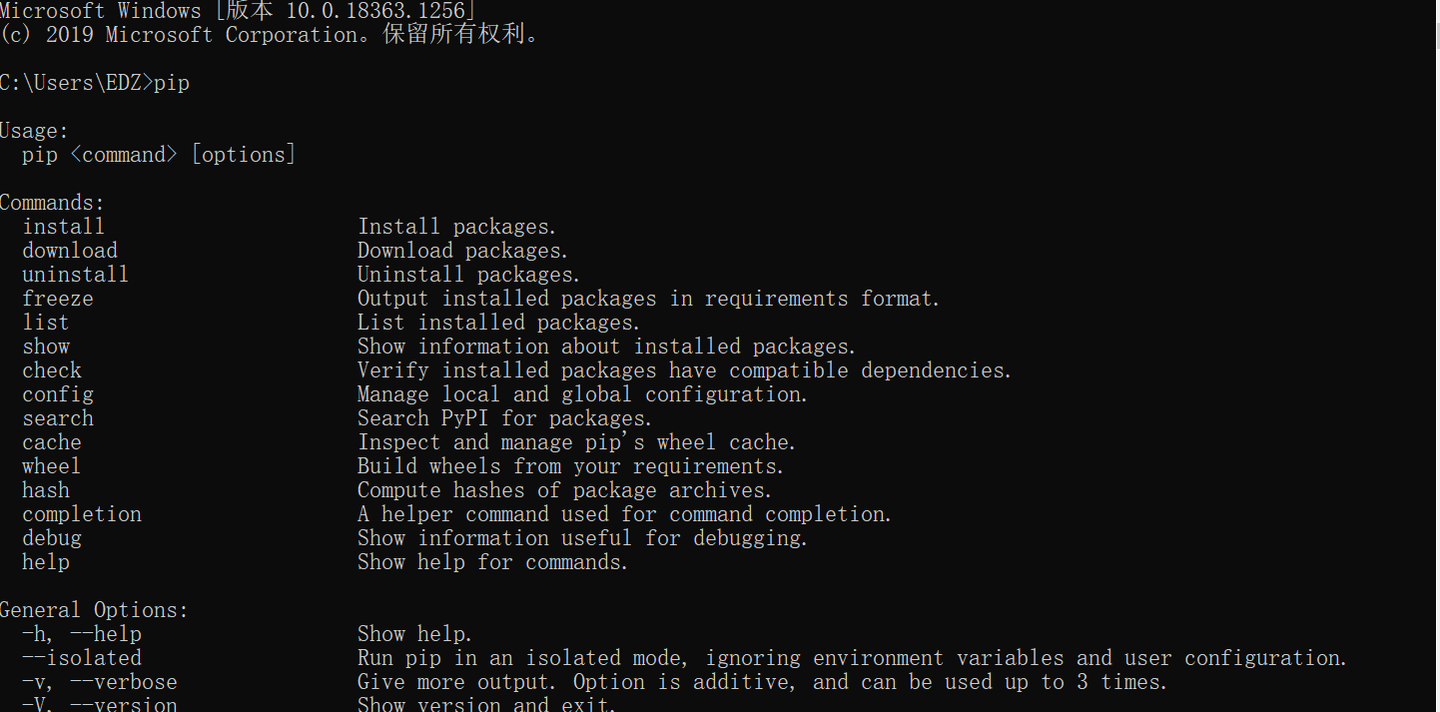 Microsoft Windows [版本 10.0.18363.1256]
(c) 2019 Microsoft Corporation。保留所有权利。
C:\Users\EDZ>pip
Usage:
pip <command> [options]
Commands:
install Install packages.
download Download packages.
uninstall Uninstall packages.
freeze Output installed packages in requirements format.
list List installed packages.
show Show information about installed packages.
check Verify installed packages have compatible dependencies.
config Manage local and global configuration.
search Search PyPI for packages.
cache Inspect and manage pip's wheel cache.
wheel Build wheels from your requirements.
hash Compute hashes of package archives.
completion A helper command used for command completion.
debug Show information useful for debugging.
help Show help for commands.
General Options:
-h, --help Show help.
--isolated Run pip in an isolated mode, ignoring environment variables and user configuration.
-v, --verbose Give more output. Option is additive, and can be used up to 3 times.
-V, --version Show version and exit.